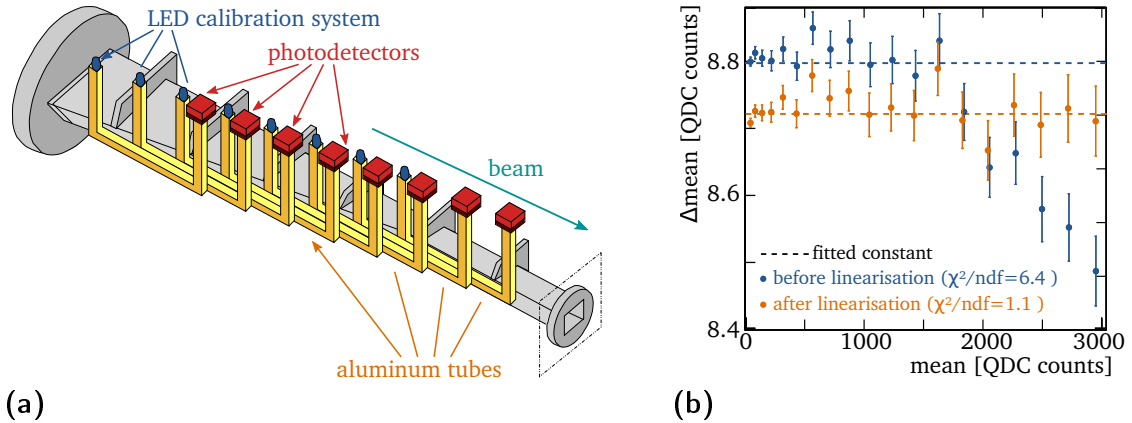 LED calibration system
photodetectors
beam
aluminum tubes
(a)
Δmean [QDC counts]
8.8
8.6
8.4
fitted constant
before linearisation (χ²/ndf=6.4 )
after linearisation (χ²/ndf=1.1 )
0 1000 2000 3000
mean [QDC counts]
(b)